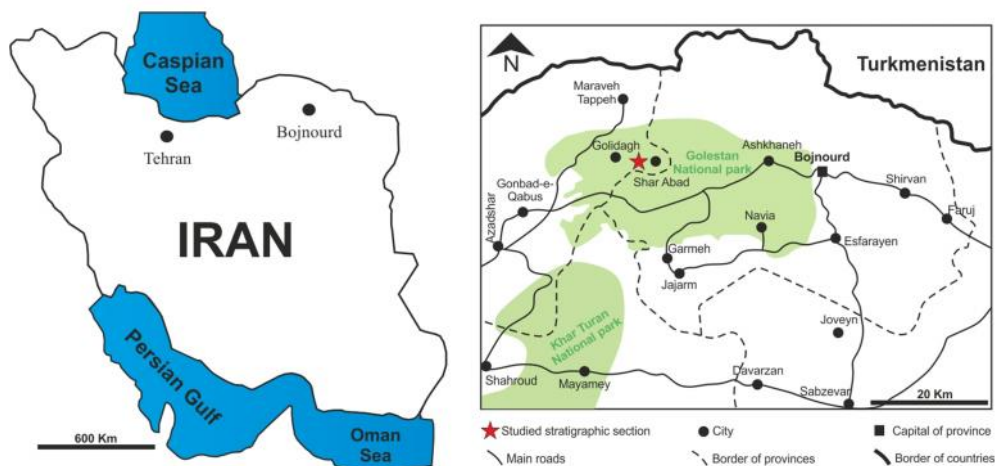 Caspian
Sea
Bojnourd
Tehran
IRAN
Persian Gulf
600 Km
Oman
Sea
N
Turkmenistan
Maraveh
Tappeh
Golidagh
Ashkhaneh
Golestan
National park
Bojnourd
Shar Abad
Shirvan
Gonbad-e-
Qabus
Faruj
Azadshar
Navia
Esfarayen
Garmeh
Jajarm
Joveyn
Khar Turan
National park
Shahroud
Mayamey
Davarzan
Sabzevar
20 Km
Studied stratigraphic section
City
Capital of province
Main roads
Border of provinces
Border of countries